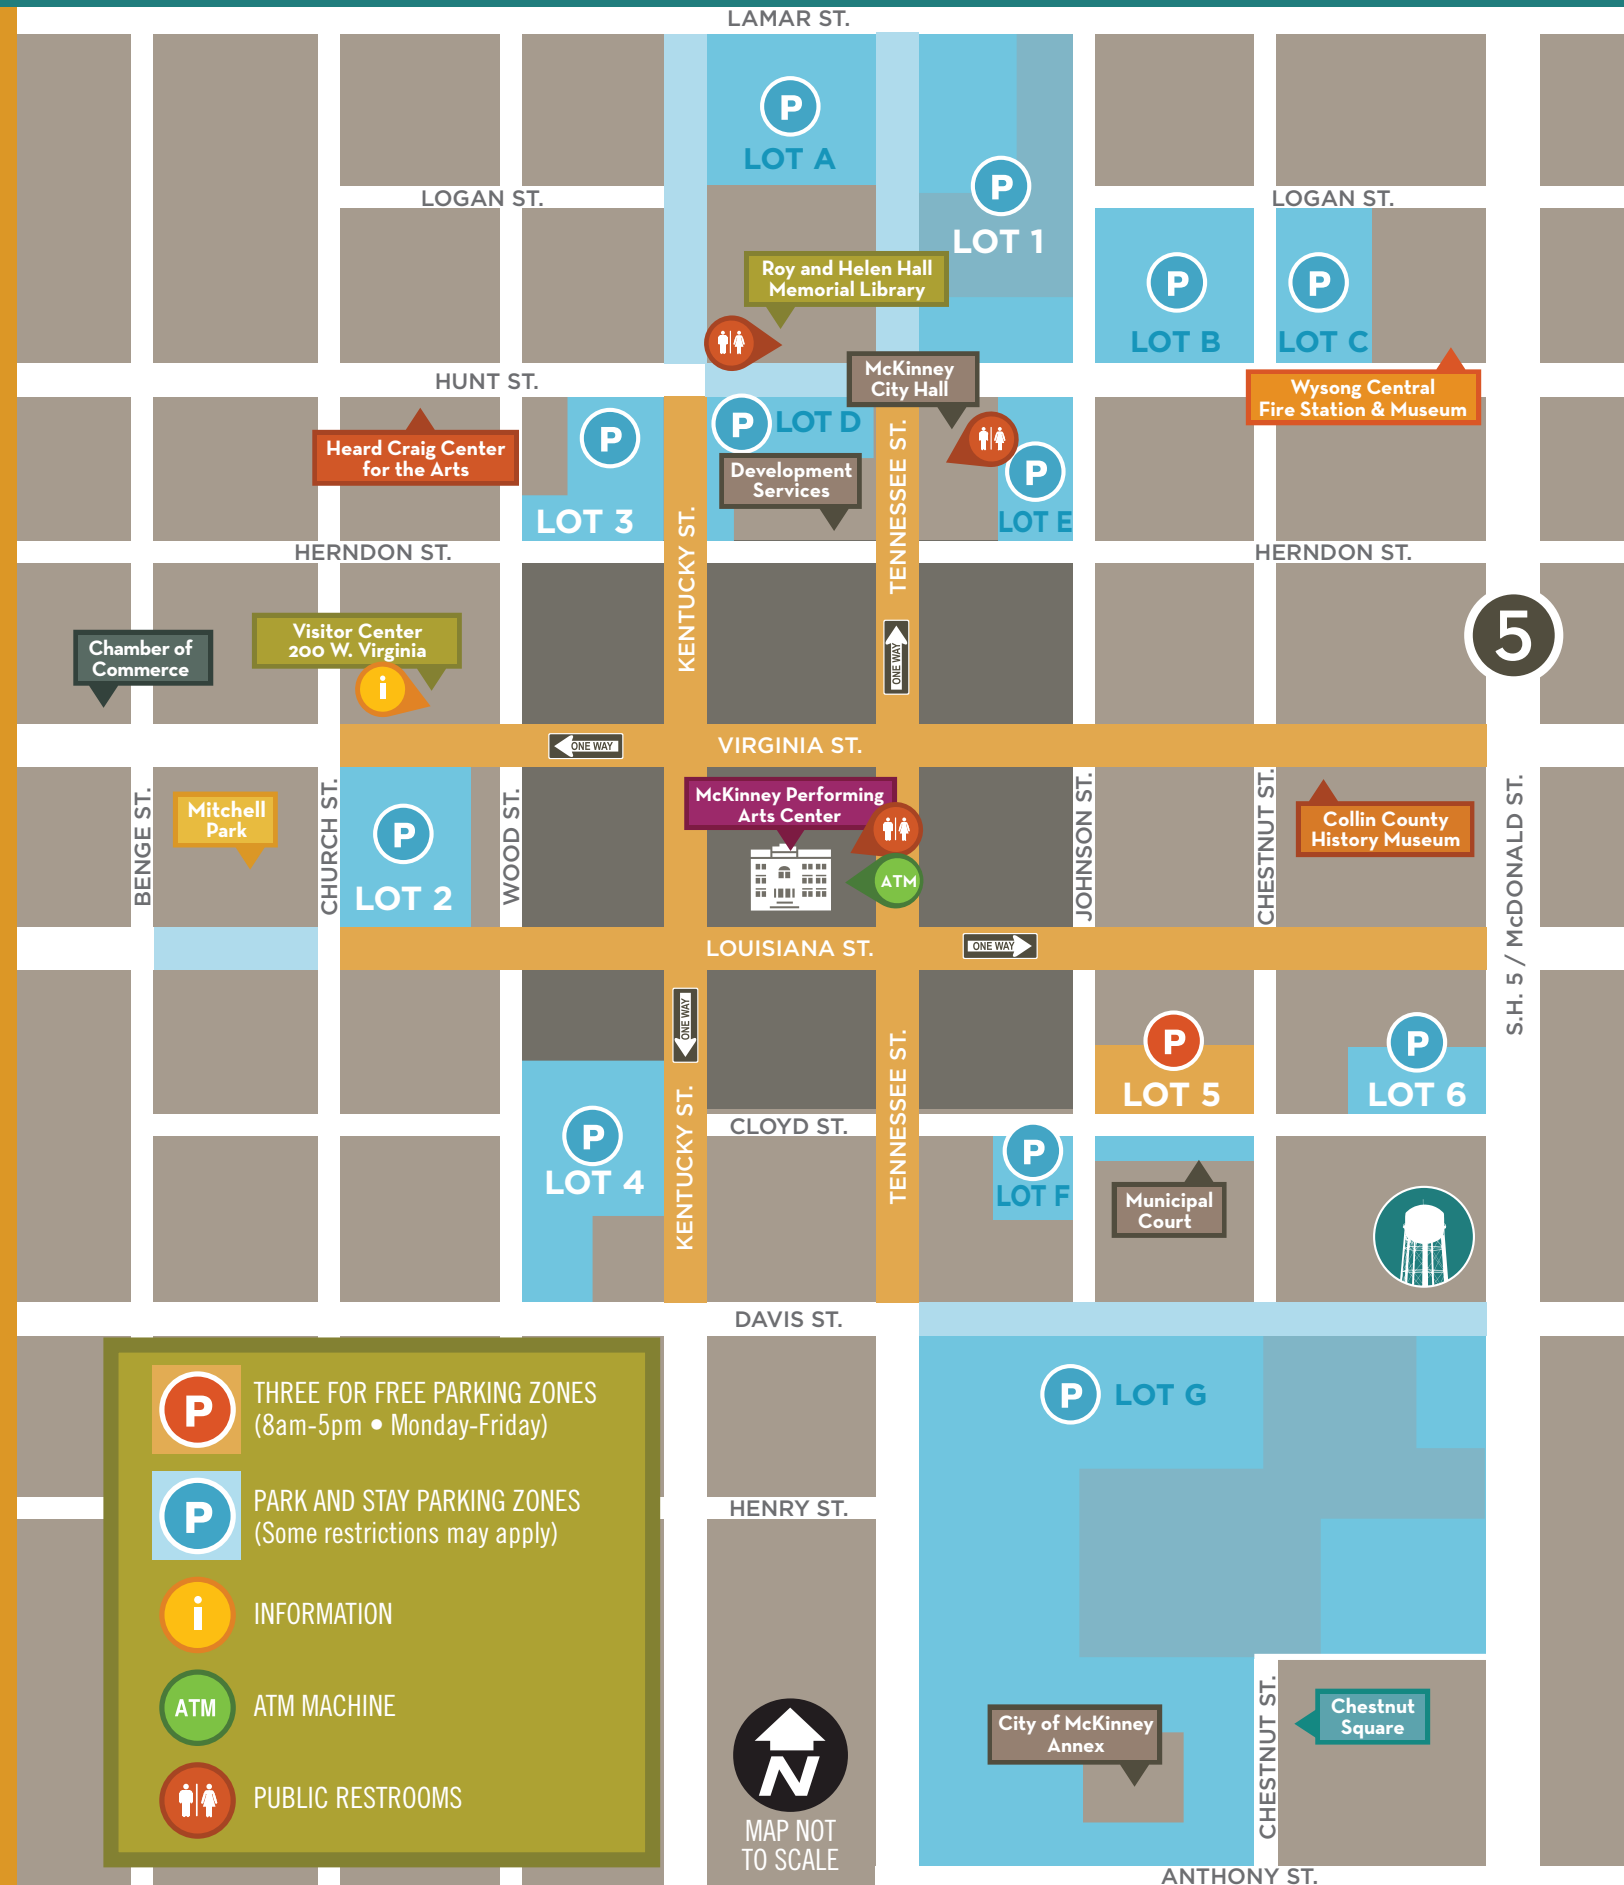 LAMAR ST.
P
LOT A
P
LOT 1
LOGAN ST.
LOGAN ST.
P
LOT B
P
LOT C
Roy and Helen Hall
Memorial Library
McKinney
City Hall
HUNT ST.
Wysong Central
Fire Station & Museum
Heard Craig Center
for the Arts
P
LOT 3
P
LOT D
Development
Services
P
LOT E
KENTUCKY ST.
TENNESSEE ST.
HERNDON ST.
HERNDON ST.
5
Chamber of
Commerce
Visitor Center
200 W. Virginia
i
ONE WAY
ONE WAY
VIRGINIA ST.
BENGE ST.
Mitchell
Park
CHURCH ST.
P
LOT 2
WOOD ST.
McKinney Performing
Arts Center
ATM
JOHNSON ST.
CHESTNUT ST.
Collin County
History Museum
S.H. 5 / McDONALD ST.
LOUISIANA ST.
ONE WAY
ONE WAY
P
LOT 5
P
LOT 6
KENTUCKY ST.
TENNESSEE ST.
CLOYD ST.
P
LOT 4
P
LOT F
Municipal
Court
DAVIS ST.
P
LOT G
P
THREE FOR FREE PARKING ZONES
(8am-5pm • Monday-Friday)
P
PARK AND STAY PARKING ZONES
(Some restrictions may apply)
i
INFORMATION
ATM
ATM MACHINE
PUBLIC RESTROOMS
HENRY ST.
N
MAP NOT
TO SCALE
City of McKinney
Annex
CHESTNUT ST.
Chestnut
Square
ANTHONY ST.